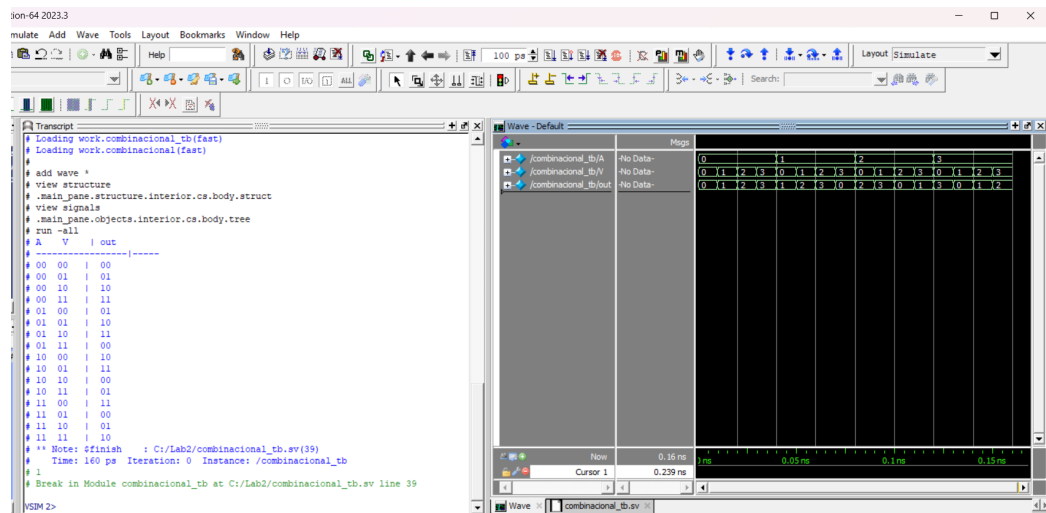 ion-64 2023.3
mulate Add Wave Tools Layout Bookmarks Window Help
Help
100 ps
Layout Simulate
1 0 I/O ALL
Search:
Transcript
# Loading work.combinacional_tb(fast)
# Loading work.combinacional(fast)
#
# add wave *
# view structure
# .main_pane.structure.interior.cs.body.struct
# view signals
# .main_pane.objects.interior.cs.body.tree
# run -all
# A V | out
# -----------------|-----
# 00 00 | 00
# 00 01 | 01
# 00 10 | 10
# 00 11 | 11
# 01 00 | 01
# 01 01 | 10
# 01 10 | 11
# 01 11 | 00
# 10 00 | 10
# 10 01 | 11
# 10 10 | 00
# 10 11 | 01
# 11 00 | 11
# 11 01 | 00
# 11 10 | 01
# 11 11 | 10
# ** Note: $finish : C:/Lab2/combinacional_tb.sv(39)
# Time: 160 ps Iteration: 0 Instance: /combinacional_tb
# 1
# Break in Module combinacional_tb at C:/Lab2/combinacional_tb.sv line 39
VSIM 2>
Wave - Default
Msgs
/combinacional_tb/A -No Data- 0 1 2 3
/combinacional_tb/V -No Data- 0 1 2 3 0 1 2 3 0 1 2 3 0 1 2 3
/combinacional_tb/out -No Data- 0 1 2 3 1 2 3 0 2 3 0 1 3 0 1 2
Now 0.16 ns ns 0.05 ns 0.1 ns 0.15 ns
Cursor 1 0.239 ns
Wave combinacional_tb.sv